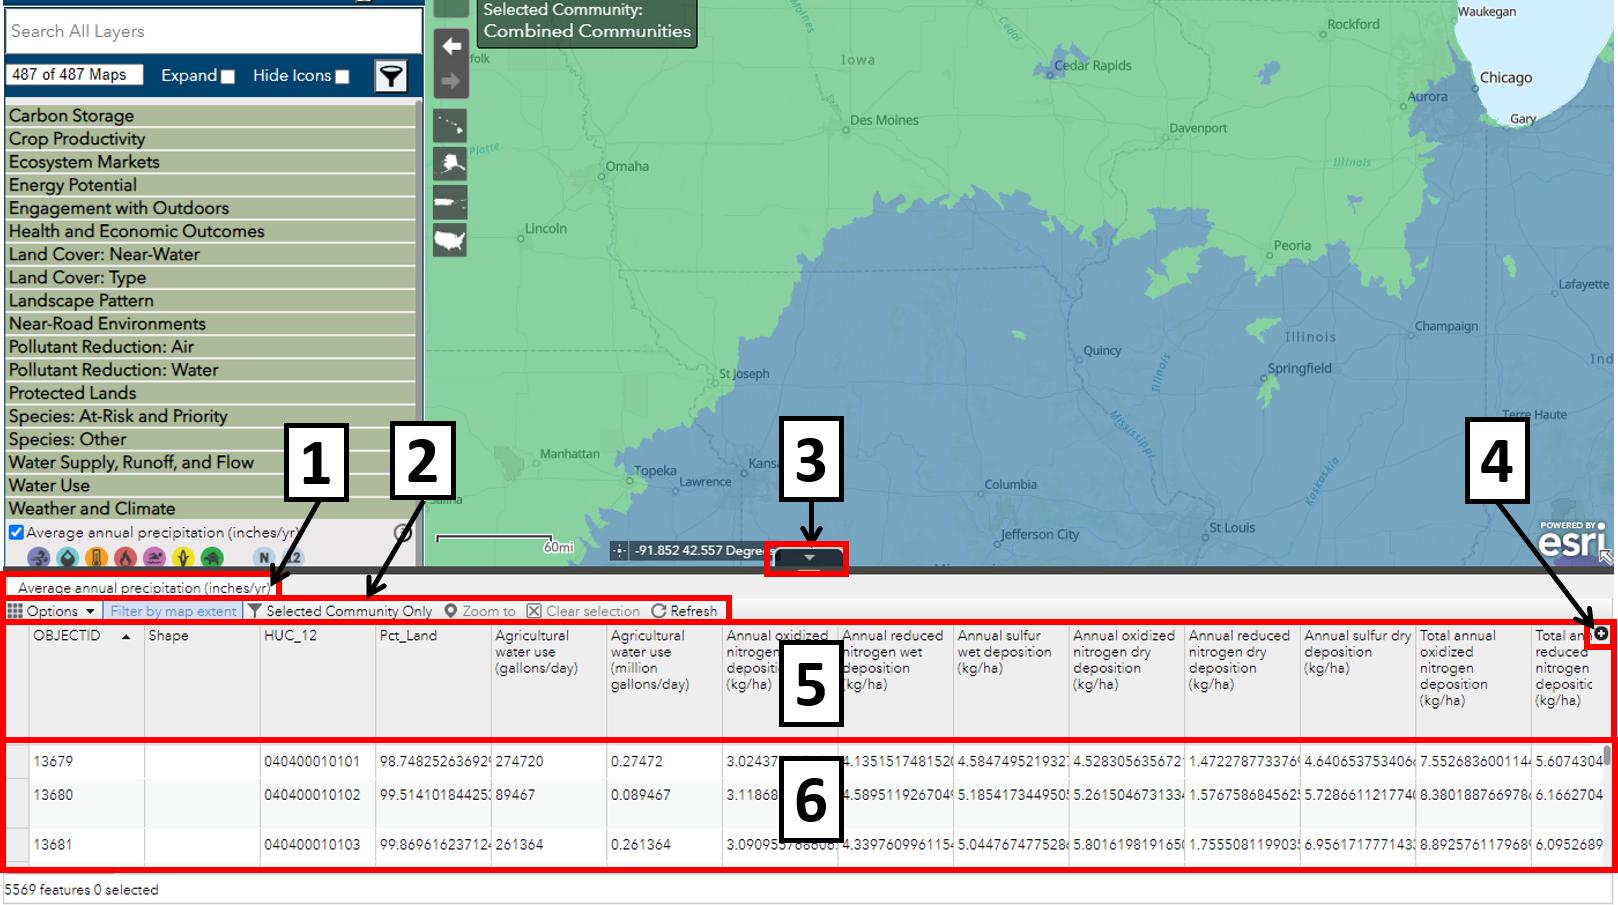 Selected Community:
Combined Communities
Search All Layers
487 of 487 Maps Expand Hide Icons
Carbon Storage
Crop Productivity
Ecosystem Markets
Energy Potential
Engagement with Outdoors
Health and Economic Outcomes
Land Cover: Near-Water
Land Cover: Type
Landscape Pattern
Near-Road Environments
Pollutant Reduction: Air
Pollutant Reduction: Water
Protected Lands
Species: At-Risk and Priority
Species: Other
Water Supply, Runoff, and Flow
Water Use
Weather and Climate
Average annual precipitation (inches/yr)
N
Waukegan
Rockford
folk
Iowa
Cedar
Cedar Rapids
Chicago
Aurora
Gary
Des Moines
Davenport
Moines
Platte
Omaha
Illinois
Lincoln
Peoria
Lafayette
Illinois
Champaign
Ind
Quincy
Springfield
Illinois
St Joseph
Mississippi
Terre Haute
Manhattan
Topeka
Kans
Lawrence
Columbia
Kaskaskia
Jefferson City
St Louis
60mi
-91.852 42.557 Degrees
POWERED BY
esri
1
2
3
4
Average annual precipitation (inches/yr)
Options Filter by map extent Selected Community Only Zoom to Clear selection Refresh
OBJECTID Shape HUC_12 Pct_Land Agricultural Agricultural Annual oxidized Annual reduced Annual sulfur Annual oxidized Annual reduced Annual sulfur dry Total annual Total ann
water use water use nitrogen nitrogen wet wet deposition nitrogen dry nitrogen dry deposition oxidized reduced
(gallons/day) (million deposition (kg/ha) deposition deposition (kg/ha) nitrogen nitrogen
gallons/day) (kg/ha) (kg/ha) (kg/ha) (kg/ha) deposition depositic
(kg/ha) (kg/ha)
5
13679 040400010101 98.7482526369 274720 0.27472 3.02437 4.135151748152 4.584749521932 4.528305635672 1.472278773376 4.640653753406 7.552683600114 5.6074304
13680 040400010102 99.51410184425 89467 0.089467 3.11868 4.589511926704 5.185417344950 5.261504673133 1.576758684562 5.728661121774 8.380188766978 6.1662704
6
13681 040400010103 99.869616237124 261364 0.261364 3.09095 4.339760996115 5.044767477528 5.801619819165 1.755508119903 6.956171777143 8.892576117968 6.0952689
5569 features 0 selected